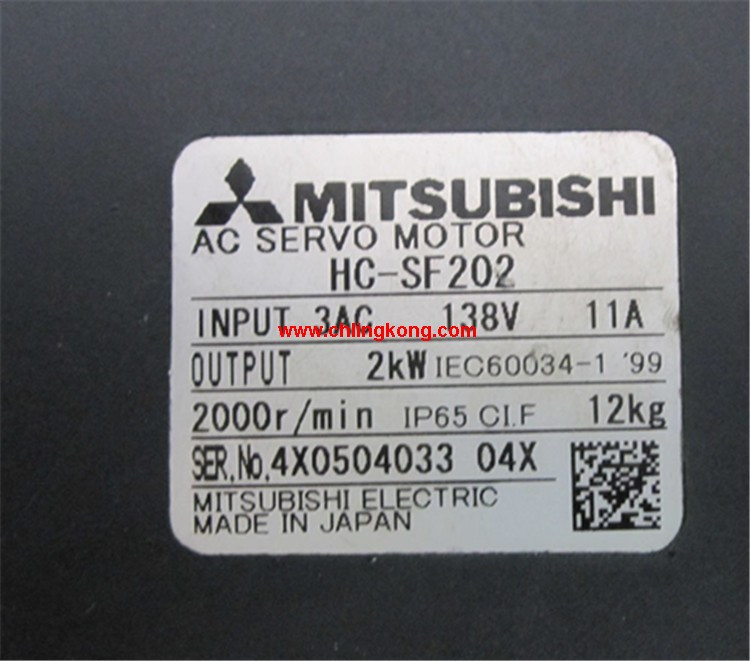 MITSUBISHI
AC SERVO MOTOR
HC-SF202
INPUT 3AC 138V 11A
www.chlingkong.com
OUTPUT 2kW IEC60034-1 '99
2000r/min IP65 CI.F 12kg
SER.No.4X0504033 04X
MITSUBISHI ELECTRIC
MADE IN JAPAN